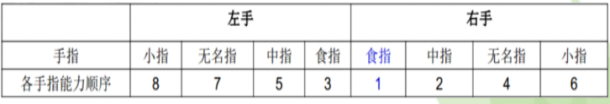 左手 右手
手指 小指 无名指 中指 食指 食指 中指 无名指 小指
各手指能力顺序 8 7 5 3 1 2 4 6